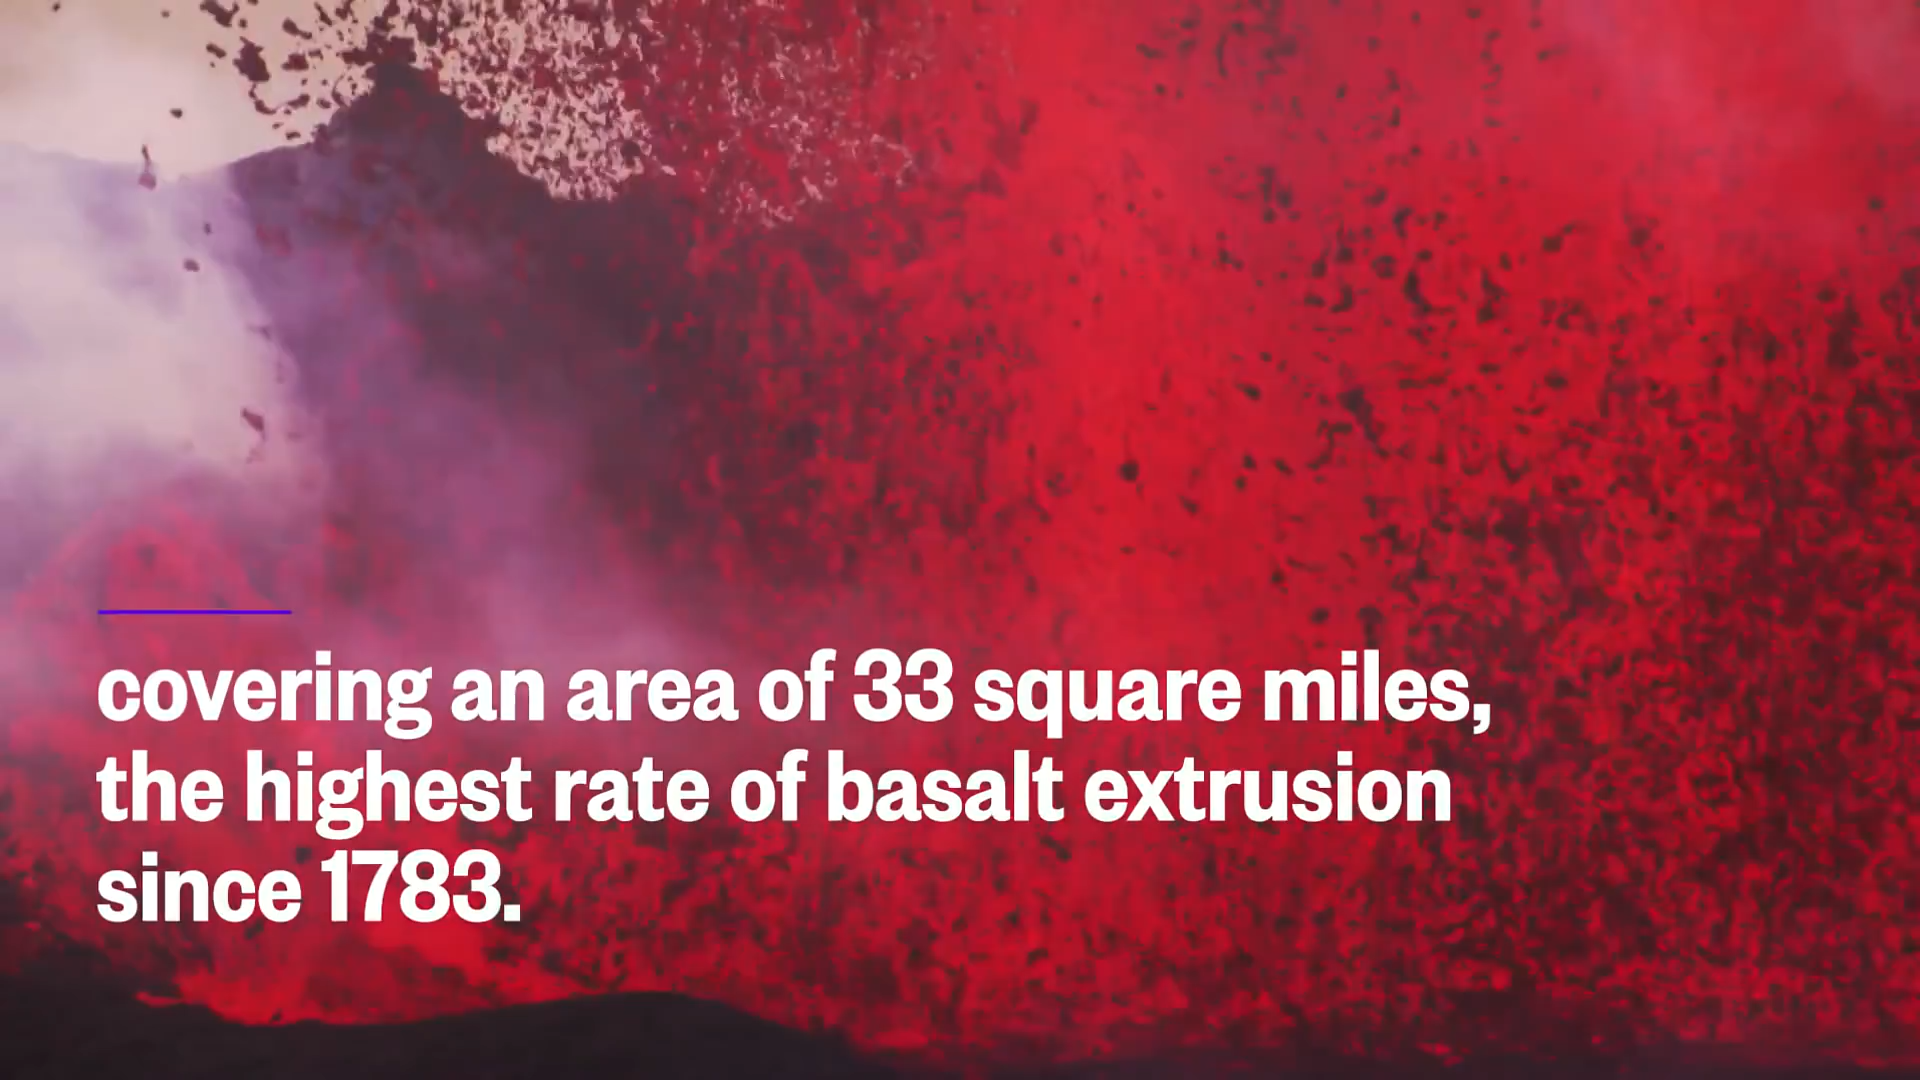 covering an area of 33 square miles,
the highest rate of basalt extrusion
since 1783.